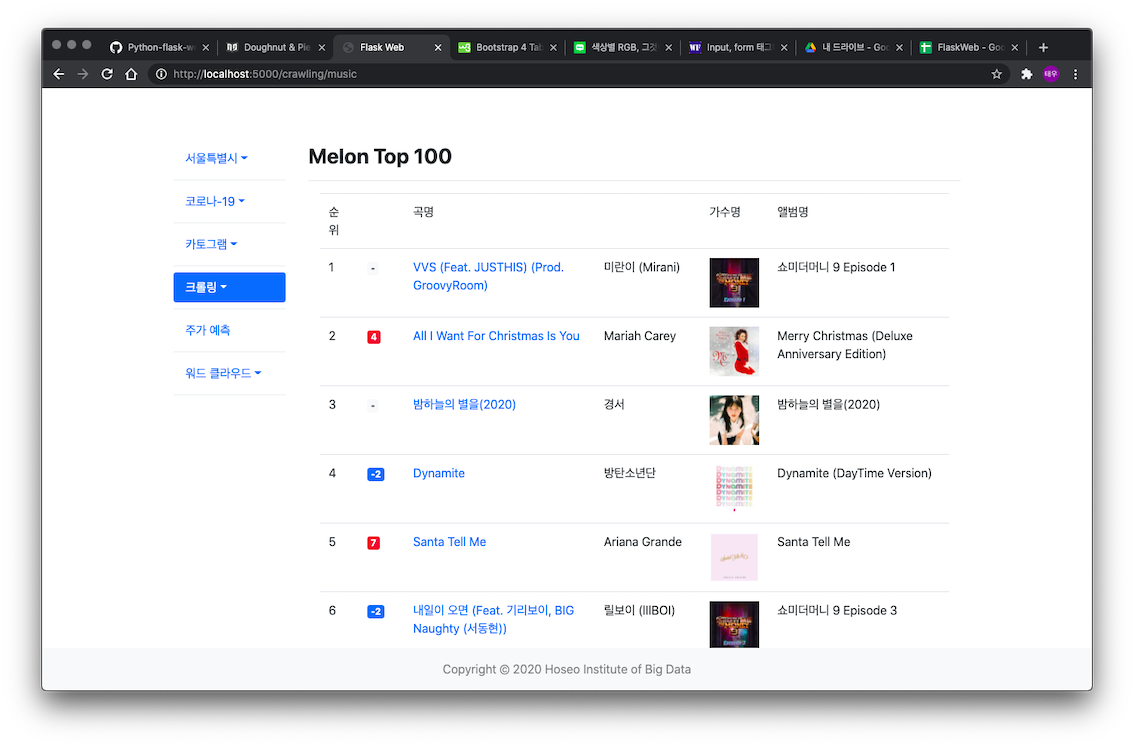 Python-flask-w
Doughnut & Pie
Flask Web
Bootstrap 4 Tab
색상별 RGB, 그것
Input, form 태그
내 드라이브 - Goo
FlaskWeb - Goo
http://localhost:5000/crawling/music
태우
서울특별시
코로나-19
카토그램
크롤링
주가 예측
워드 클라우드
Melon Top 100
순위 곡명 가수명 앨범명
1 - VVS (Feat. JUSTHIS) (Prod. 미란이 (Mirani) 쇼미더머니 9 Episode 1
GroovyRoom)
2 4 All I Want For Christmas Is You Mariah Carey Merry Christmas (Deluxe
Anniversary Edition)
3 - 밤하늘의 별을(2020) 경서 밤하늘의 별을(2020)
4 -2 Dynamite 방탄소년단 Dynamite (DayTime Version)
5 7 Santa Tell Me Ariana Grande Santa Tell Me
6 -2 내일이 오면 (Feat. 기리보이, BIG 릴보이 (lIlBOI) 쇼미더머니 9 Episode 3
Naughty (서동현))
Copyright © 2020 Hoseo Institute of Big Data